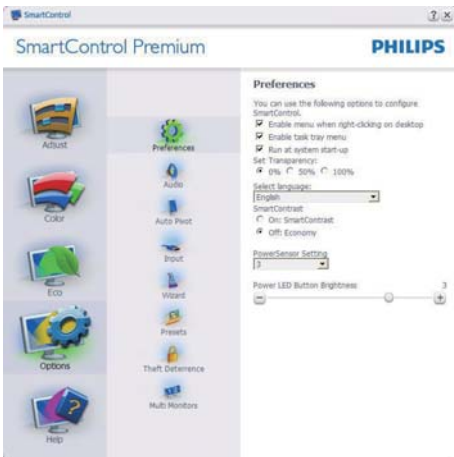 SmartControl
SmartControl Premium
PHILIPS
Adjust
Color
Eco
Options
Help
Preferences
Audio
Auto Pivot
Input
Wizard
Presets
Theft Deterrence
Multi Monitors
Preferences
You can use the following options to configure
SmartControl.
Enable menu when right-clicking on desktop
Enable task tray menu
Run at system start-up
Set Transparency:
0% 50% 100%
Select language:
English
SmartContrast
On: SmartContrast
Off: Economy
PowerSensor Setting
3
Power LED Button Brightness 3